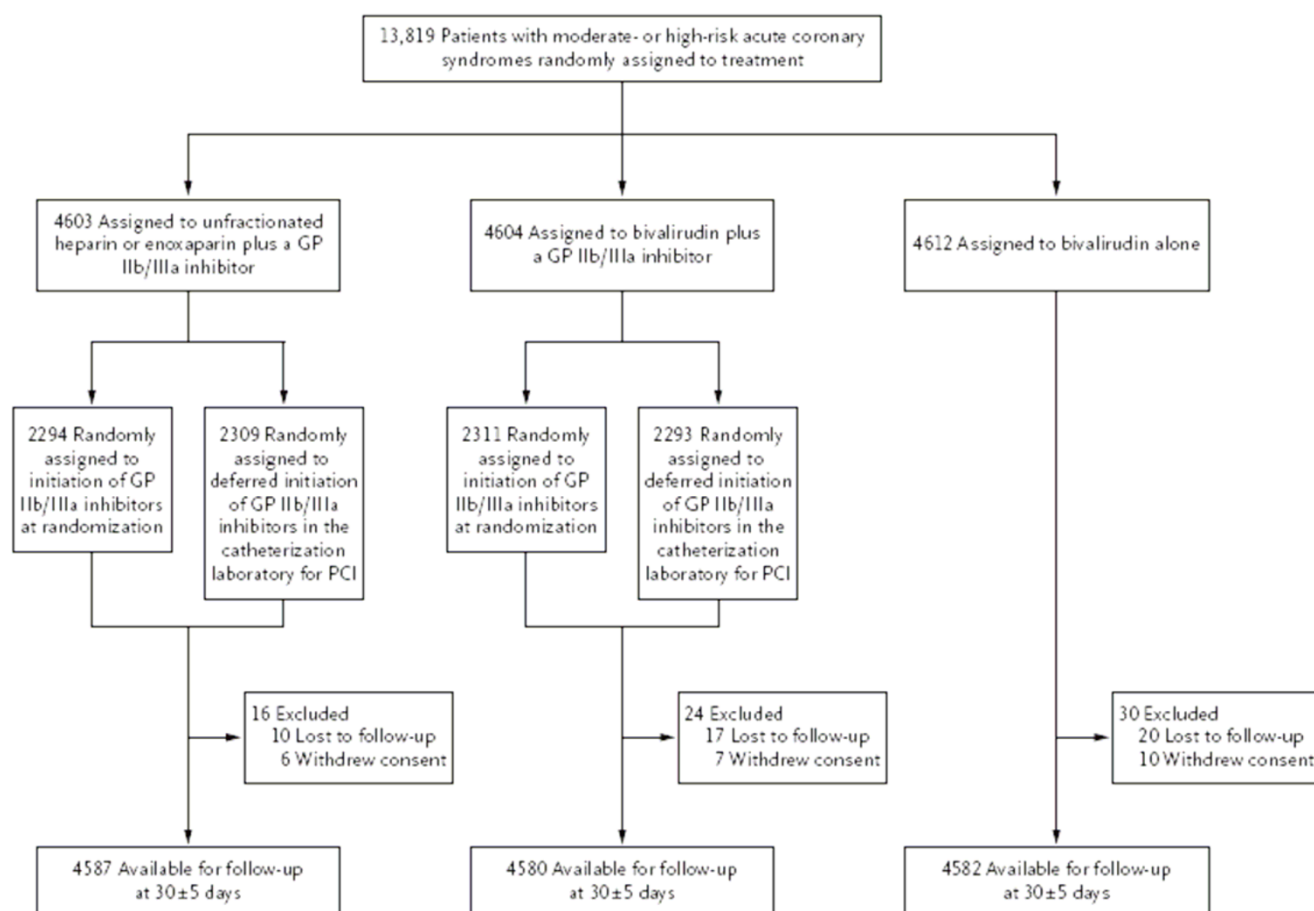 13,819 Patients with moderate- or high-risk acute coronary
syndromes randomly assigned to treatment
4603 Assigned to unfractionated
heparin or enoxaparin plus a GP
IIb/IIIa inhibitor
4604 Assigned to bivalirudin plus
a GP IIb/IIIa inhibitor
4612 Assigned to bivalirudin alone
2294 Randomly
assigned to
initiation of GP
IIb/IIIa inhibitors
at randomization
2309 Randomly
assigned to
deferred initiation
of GP IIb/IIIa
inhibitors in the
catheterization
laboratory for PCI
2311 Randomly
assigned to
initiation of GP
IIb/IIIa inhibitors
at randomization
2293 Randomly
assigned to
deferred initiation
of GP IIb/IIIa
inhibitors in the
catheterization
laboratory for PCI
16 Excluded
10 Lost to follow-up
6 Withdrew consent
24 Excluded
17 Lost to follow-up
7 Withdrew consent
30 Excluded
20 Lost to follow-up
10 Withdrew consent
4587 Available for follow-up
at 30±5 days
4580 Available for follow-up
at 30±5 days
4582 Available for follow-up
at 30±5 days